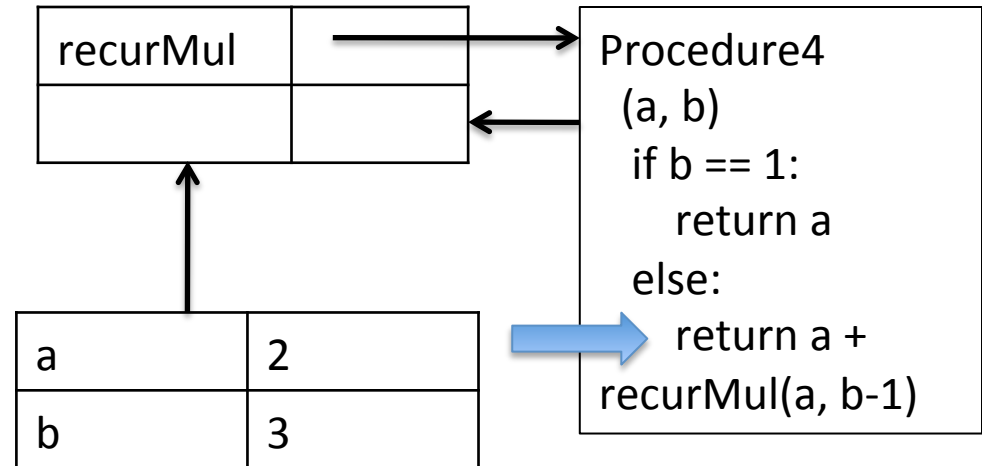 recurMul
Procedure4
(a, b)
if b == 1:
return a
else:
return a +
recurMul(a, b-1)
a 2
b 3